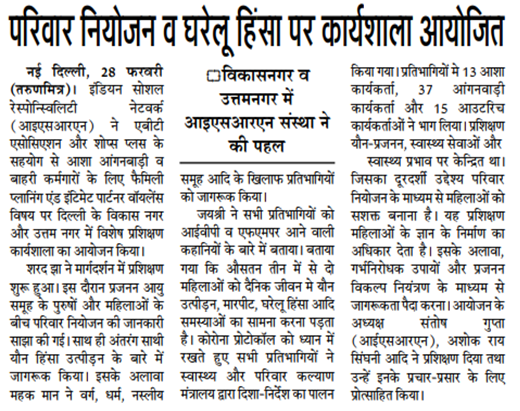 परिवार नियोजन व घरेलू हिंसा पर कार्यशाला आयोजित
नई दिल्ली, 28 फरवरी
(तरुणमित्र)। इंडियन सोशल
रेस्पोन्स्विलिटी नेटवर्क
(आइएसआरएन) ने एबीटी
एसोसिएशन और शोप्स प्लस के
सहयोग से आशा आंगनबाड़ी व
बाहरी कर्मगारों के लिए फैमिली
प्लानिंग एंड इंटिमेट पार्टनर वॉयलेंस
विषय पर दिल्ली के विकास नगर
और उत्तम नगर में विशेष प्रशिक्षण
कार्यशाला का आयोजन किया।
शरद झा ने मार्गदर्शन में प्रशिक्षण
शुरू हुआ। इस दौरान प्रजनन आयु
समूह के पुरुषों और महिलाओं के
बीच परिवार नियोजन की जानकारी
साझा की गई। साथ ही अंतरंग साथी
यौन हिंसा उत्पीड़न के बारे में
जागरूक किया। इसके अलावा
महक मान ने वर्ग, धर्म, नस्लीय
विकासनगर व
उत्तमनगर में
आइएसआरएन संस्था ने
की पहल
समूह आदि के खिलाफ प्रतिभागियों
को जागरूक किया।
जयश्री ने सभी प्रतिभागियों को
आईवीपी व एफएमपर आने वाली
कहानियों के बारे में बताया। बताया
गया कि औसतन तीन में से दो
महिलाओं को दैनिक जीवन मे यौन
उत्पीड़न, मारपीट, घरेलू हिंसा आदि
समस्याओं का सामना करना पड़ता
है। कोरोना प्रोटोकॉल को ध्यान में
रखते हुए सभी प्रतिभागियों ने
स्वास्थ्य और परिवार कल्याण
मंत्रालय द्वारा दिशा-निर्देश का पालन
किया गया। प्रतिभागियों मे 13 आशा
कार्यकर्ता, 37 आंगनवाड़ी
कार्यकर्ता और 15 आउटरिच
कार्यकर्ताओं ने भाग लिया। प्रशिक्षण
यौन-प्रजनन, स्वास्थ्य सेवाओं और
स्वास्थ्य प्रभाव पर केन्द्रित था।
जिसका दूरदर्शी उद्देश्य परिवार
नियोजन के माध्यम से महिलाओं को
सशक्त बनाना है। यह प्रशिक्षण
महिलाओं के ज्ञान के निर्माण का
अधिकार देता है। इसके अलावा,
गर्भनिरोधक उपायों और प्रजनन
विकल्प नियंत्रण के माध्यम से
जागरूकता पैदा करना। आयोजन के
अध्यक्ष संतोष गुप्ता
(आईएसआरएन), अशोक राय
सिंघनी आदि ने प्रशिक्षण दिया तथा
उन्हें इनके प्रचार-प्रसार के लिए
प्रोत्साहित किया।